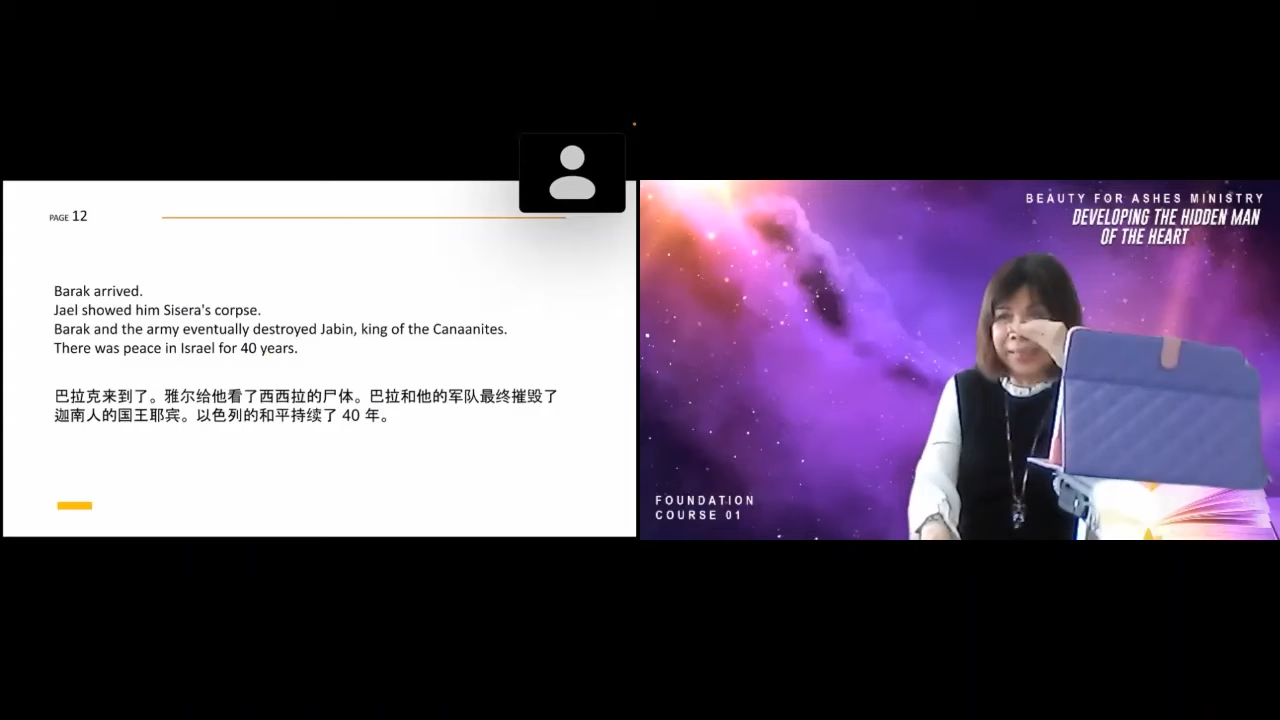 PAGE 12
Barak arrived.
Jael showed him Sisera's corpse.
Barak and the army eventually destroyed Jabin, king of the Canaanites.
There was peace in Israel for 40 years.
巴拉克来到了。雅尔给他看了西西拉的尸体。巴拉和他的军队最终摧毁了
迦南人的国王耶宾。以色列的和平持续了 40 年。
BEAUTY FOR ASHES MINISTRY
DEVELOPING THE HIDDEN MAN
OF THE HEART
FOUNDATION
COURSE 01